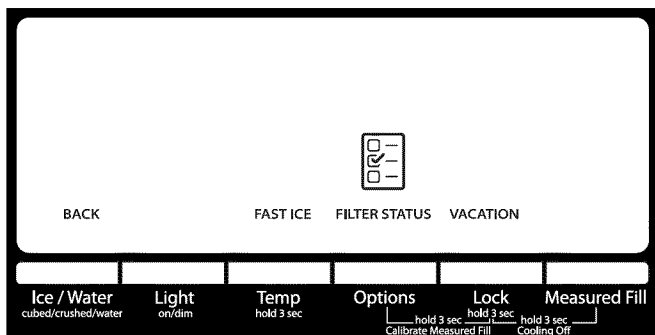 BACK FAST ICE FILTER STATUS VACATION
Ice / Water Light Temp Options Lock Measured Fill
cubed/crushed/water on/dim hold 3 sec hold 3 sec
hold 3 sec hold 3 sec
Calibrate Measured Fill Cooling Off